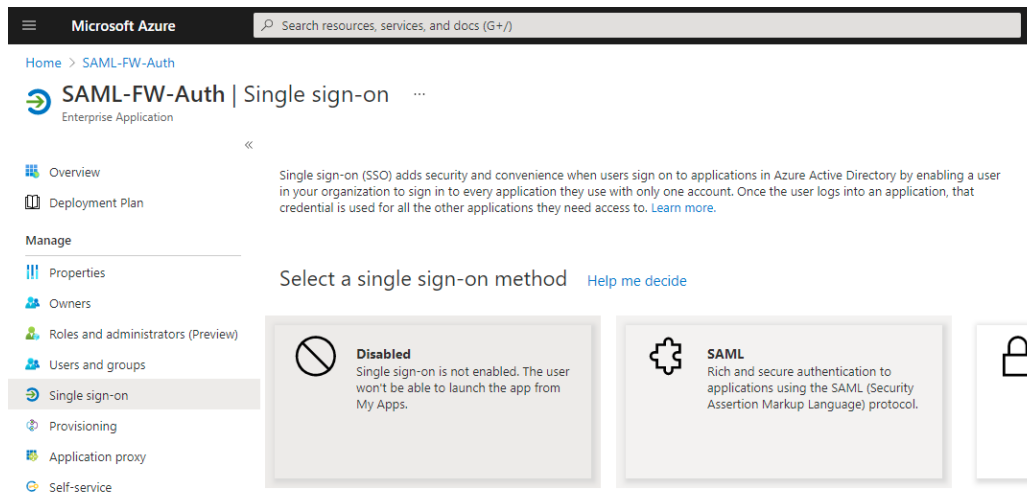 Microsoft Azure
Search resources, services, and docs (G+/)
Home > SAML-FW-Auth
SAML-FW-Auth | Single sign-on ...
Enterprise Application
«
Overview
Deployment Plan
Manage
Properties
Owners
Roles and administrators (Preview)
Users and groups
Single sign-on
Provisioning
Application proxy
Self-service
Single sign-on (SSO) adds security and convenience when users sign on to applications in Azure Active Directory by enabling a user
in your organization to sign in to every application they use with only one account. Once the user logs into an application, that
credential is used for all the other applications they need access to. Learn more.
Select a single sign-on method Help me decide
Disabled
Single sign-on is not enabled. The user
won't be able to launch the app from
My Apps.
SAML
Rich and secure authentication to
applications using the SAML (Security
Assertion Markup Language) protocol.